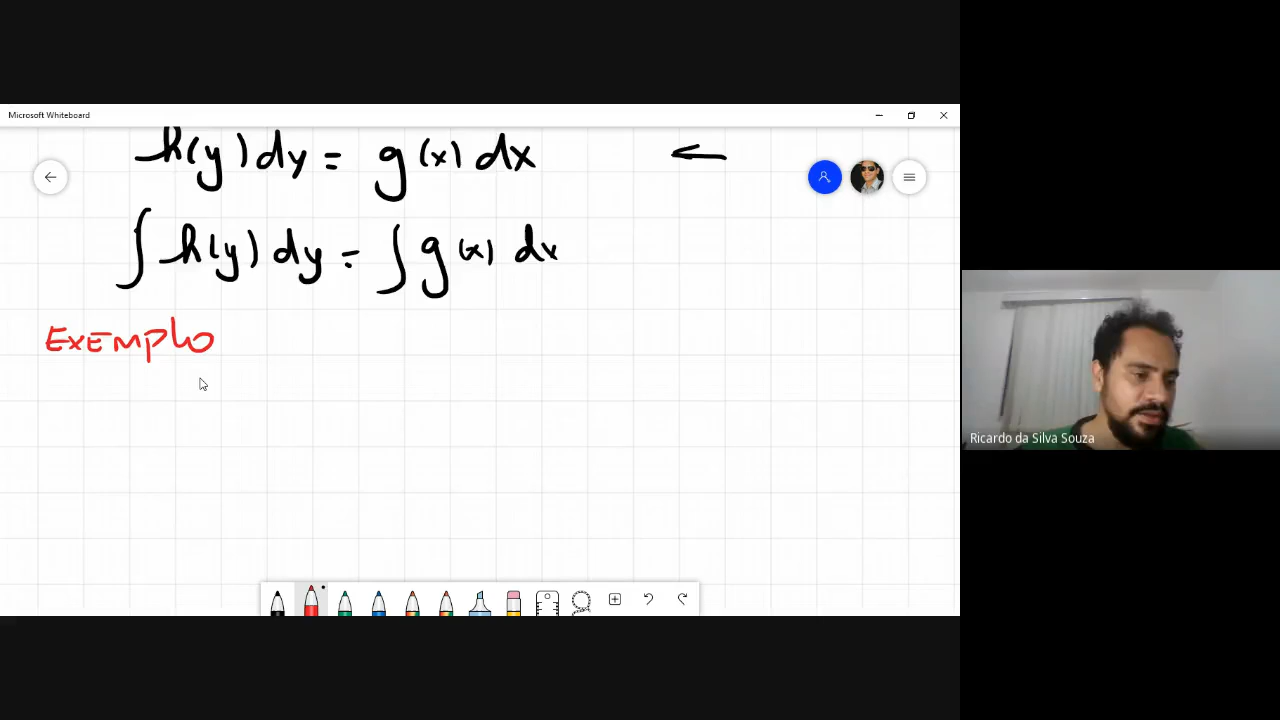 Microsoft Whiteboard
h(y) dy = g(x) dx ←
∫ h(y) dy = ∫ g(x) dx
EXEMPLO
Ricardo da Silva Souza